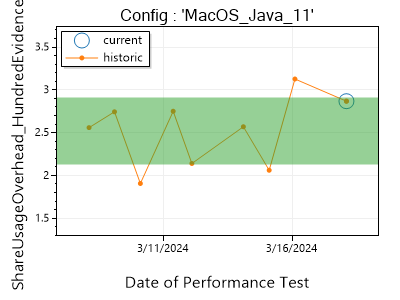 Config : 'MacOS_Java_11'
ShareUsageOverhead_HundredEvidence
current
historic
3.5
3
2.5
2
1.5
3/11/2024
3/16/2024
Date of Performance Test